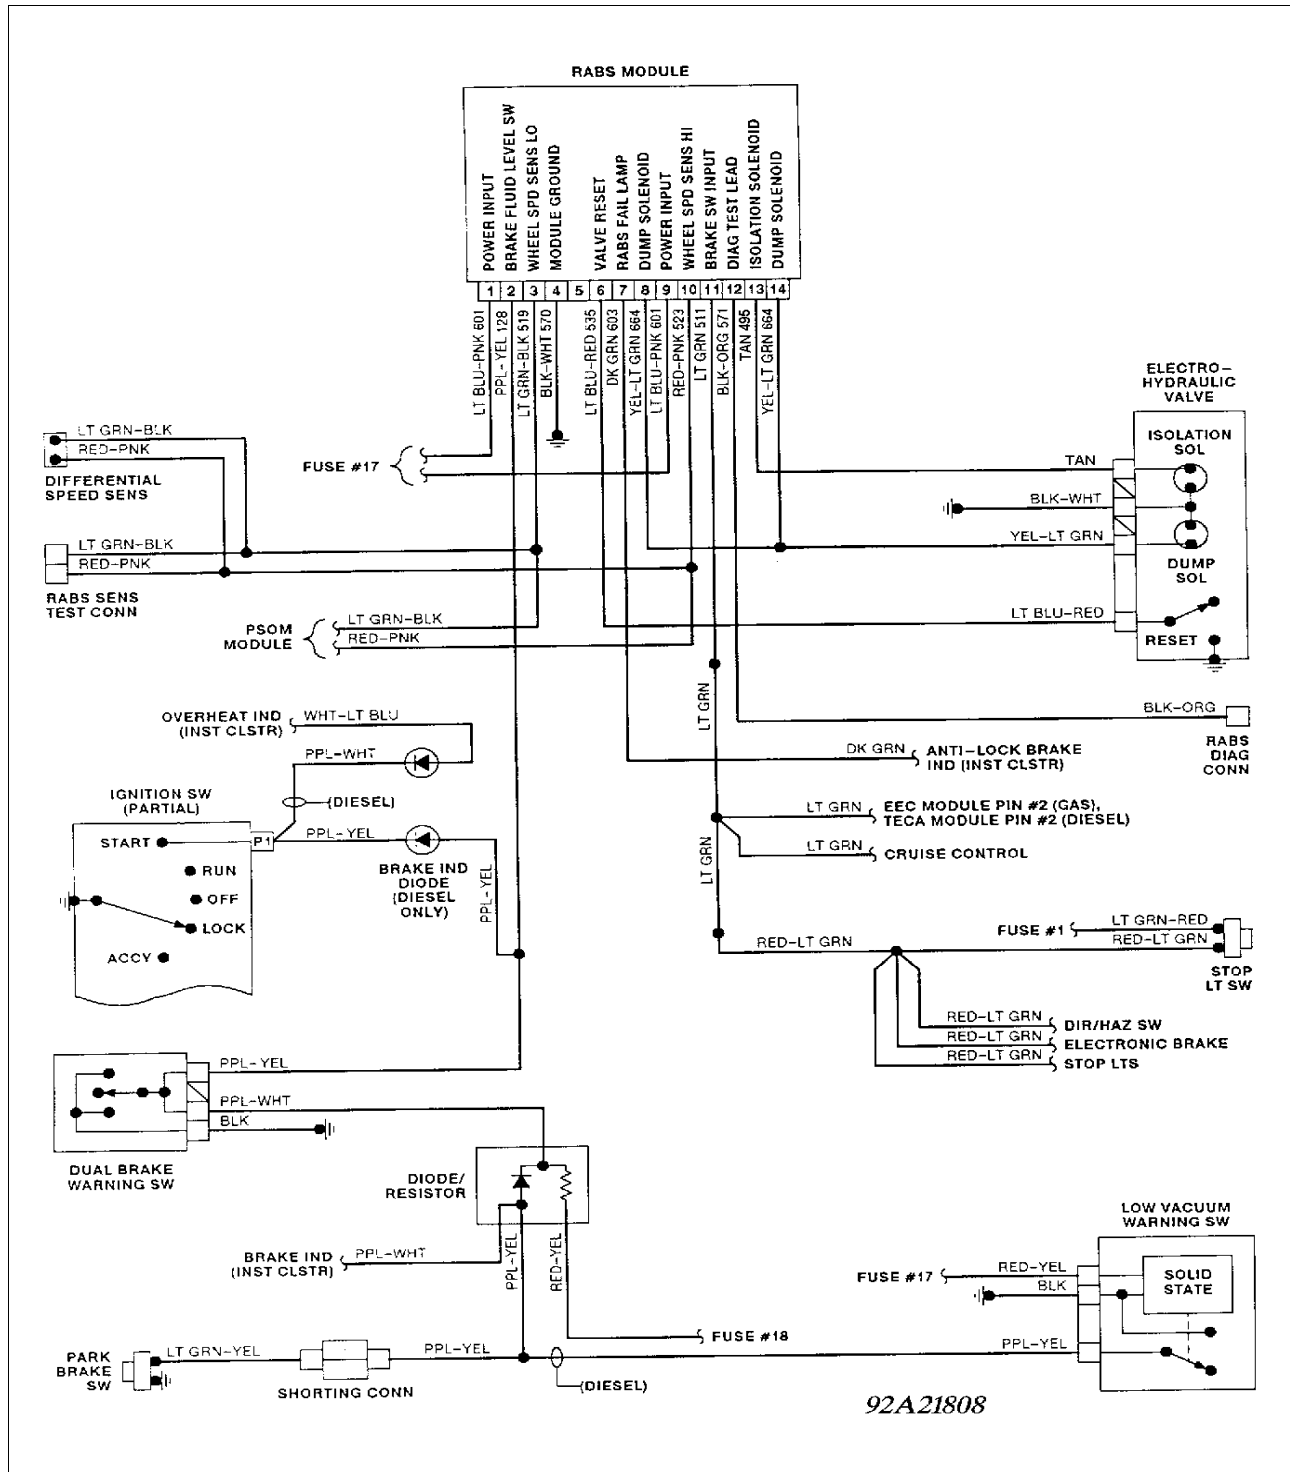 RABS MODULE
POWER INPUT
BRAKE FLUID LEVEL SW
WHEEL SPD SENS LO
MODULE GROUND
VALVE RESET
RABS FAIL LAMP
DUMP SOLENOID
POWER INPUT
WHEEL SPD SENS HI
BRAKE SW INPUT
DIAG TEST LEAD
ISOLATION SOLENOID
DUMP SOLENOID
1 2 3 4 5 6 7 8 9 10 11 12 13 14
LT BLU-PNK 601
PPL-YEL 128
LT GRN-BLK 519
BLK-WHT 570
LT BLU-RED 535
DK GRN 603
YEL-LT GRN 664
LT BLU-PNK 601
RED-PNK 523
LT GRN 511
BLK-ORG 571
TAN 495
YEL-LT GRN 664
ELECTRO-
HYDRAULIC
VALVE
ISOLATION
SOL
TAN
BLK-WHT
YEL-LT GRN
DUMP
SOL
LT BLU-RED
RESET
LT GRN-BLK
RED-PNK
DIFFERENTIAL
SPEED SENS
FUSE #17
LT GRN-BLK
RED-PNK
RABS SENS
TEST CONN
PSOM
MODULE
LT GRN-BLK
RED-PNK
LT GRN
BLK-ORG
RABS
DIAG
CONN
OVERHEAT IND
(INST CLSTR)
WHT-LT BLU
PPL-WHT
(DIESEL)
DK GRN
ANTI-LOCK BRAKE
IND (INST CLSTR)
IGNITION SW
(PARTIAL)
START
P1
RUN
OFF
LOCK
ACCY
PPL-YEL
BRAKE IND
DIODE
(DIESEL
ONLY)
PPL-YEL
LT GRN
EEC MODULE PIN #2 (GAS),
TECA MODULE PIN #2 (DIESEL)
LT GRN
CRUISE CONTROL
LT GRN
RED-LT GRN
FUSE #1
LT GRN-RED
RED-LT GRN
STOP
LT SW
RED-LT GRN
DIR/HAZ SW
RED-LT GRN
ELECTRONIC BRAKE
RED-LT GRN
STOP LTS
PPL-YEL
PPL-WHT
BLK
DUAL BRAKE
WARNING SW
DIODE/
RESISTOR
BRAKE IND
(INST CLSTR)
PPL-WHT
PPL-YEL
RED-YEL
FUSE #18
LOW VACUUM
WARNING SW
FUSE #17
RED-YEL
BLK
SOLID
STATE
PPL-YEL
PARK
BRAKE
SW
LT GRN-YEL
SHORTING CONN
PPL-YEL
(DIESEL)
92A21808